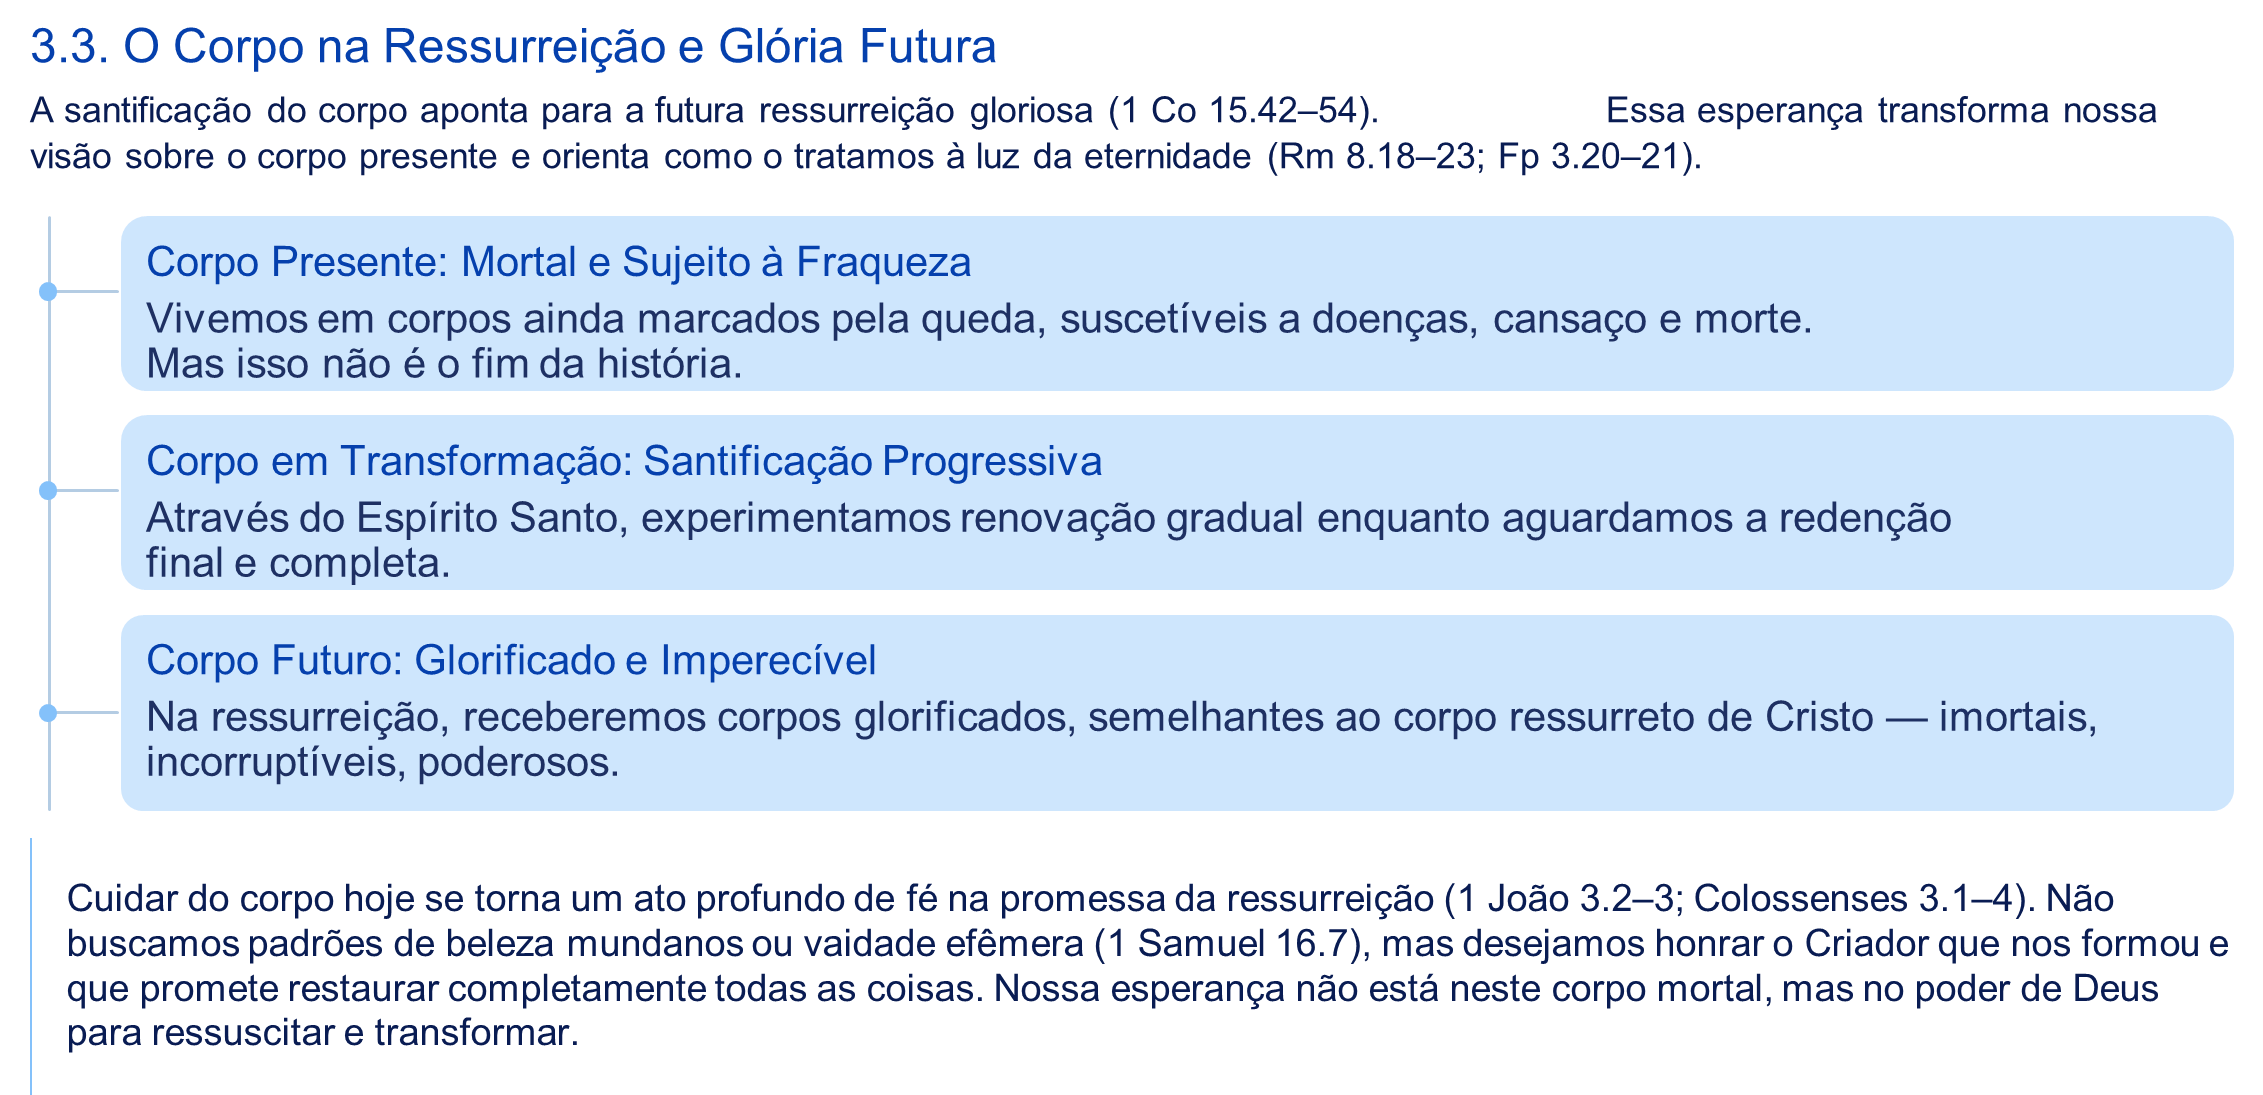 3.3. O Corpo na Ressurreição e Glória Futura
A santificação do corpo aponta para a futura ressurreição gloriosa (1 Co 15.42–54). Essa esperança transforma nossa
visão sobre o corpo presente e orienta como o tratamos à luz da eternidade (Rm 8.18–23; Fp 3.20–21).
Corpo Presente: Mortal e Sujeito à Fraqueza
Vivemos em corpos ainda marcados pela queda, suscetíveis a doenças, cansaço e morte.
Mas isso não é o fim da história.
Corpo em Transformação: Santificação Progressiva
Através do Espírito Santo, experimentamos renovação gradual enquanto aguardamos a redenção
final e completa.
Corpo Futuro: Glorificado e Imperecível
Na ressurreição, receberemos corpos glorificados, semelhantes ao corpo ressurreto de Cristo — imortais,
incorruptíveis, poderosos.
Cuidar do corpo hoje se torna um ato profundo de fé na promessa da ressurreição (1 João 3.2–3; Colossenses 3.1–4). Não
buscamos padrões de beleza mundanos ou vaidade efêmera (1 Samuel 16.7), mas desejamos honrar o Criador que nos formou e
que promete restaurar completamente todas as coisas. Nossa esperança não está neste corpo mortal, mas no poder de Deus
para ressuscitar e transformar.